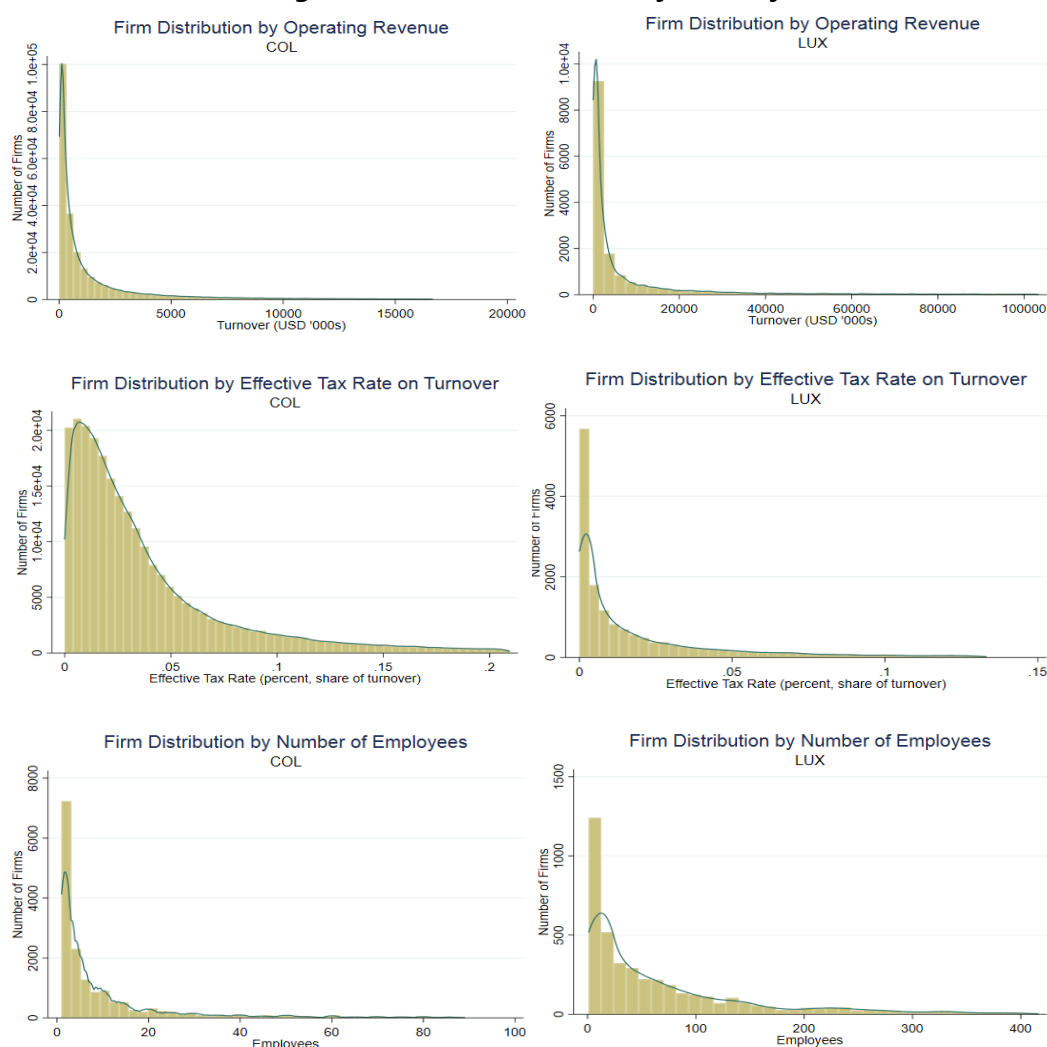 Firm Distribution by Operating Revenue
COL
Number of Firms
0 2.0e+04 4.0e+04 6.0e+04 8.0e+04 1.0e+05
0 5000 10000 15000 20000
Turnover (USD '000s)
Firm Distribution by Operating Revenue
LUX
Number of Firms
0 2000 4000 6000 8000 1.0e+04
0 20000 40000 60000 80000 100000
Turnover (USD '000s)
Firm Distribution by Effective Tax Rate on Turnover
COL
Number of Firms
0 5000 1.0e+04 1.5e+04 2.0e+04
0 .05 .1 .15 .2
Effective Tax Rate (percent, share of turnover)
Firm Distribution by Effective Tax Rate on Turnover
LUX
Number of Firms
0 2000 4000 6000
0 .05 .1 .15
Effective Tax Rate (percent, share of turnover)
Firm Distribution by Number of Employees
COL
Number of Firms
0 2000 4000 6000 8000
0 20 40 60 80 100
Employees
Firm Distribution by Number of Employees
LUX
Number of Firms
0 500 1000 1500
0 100 200 300 400
Employees